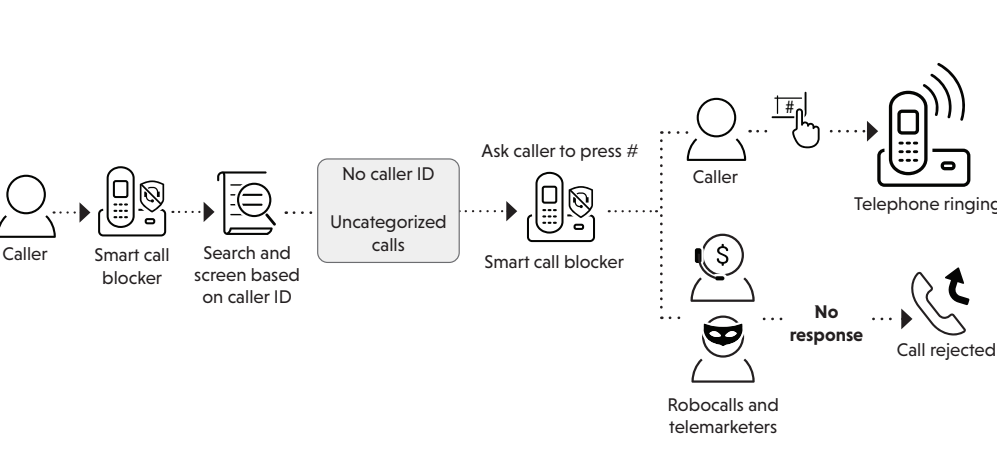 Caller
Smart call
blocker
Search and
screen based
on caller ID
No caller ID
Uncategorized
calls
Ask caller to press #
Smart call blocker
#
Caller
Telephone ringing
$
Robocalls and
telemarketers
No
response
Call rejected